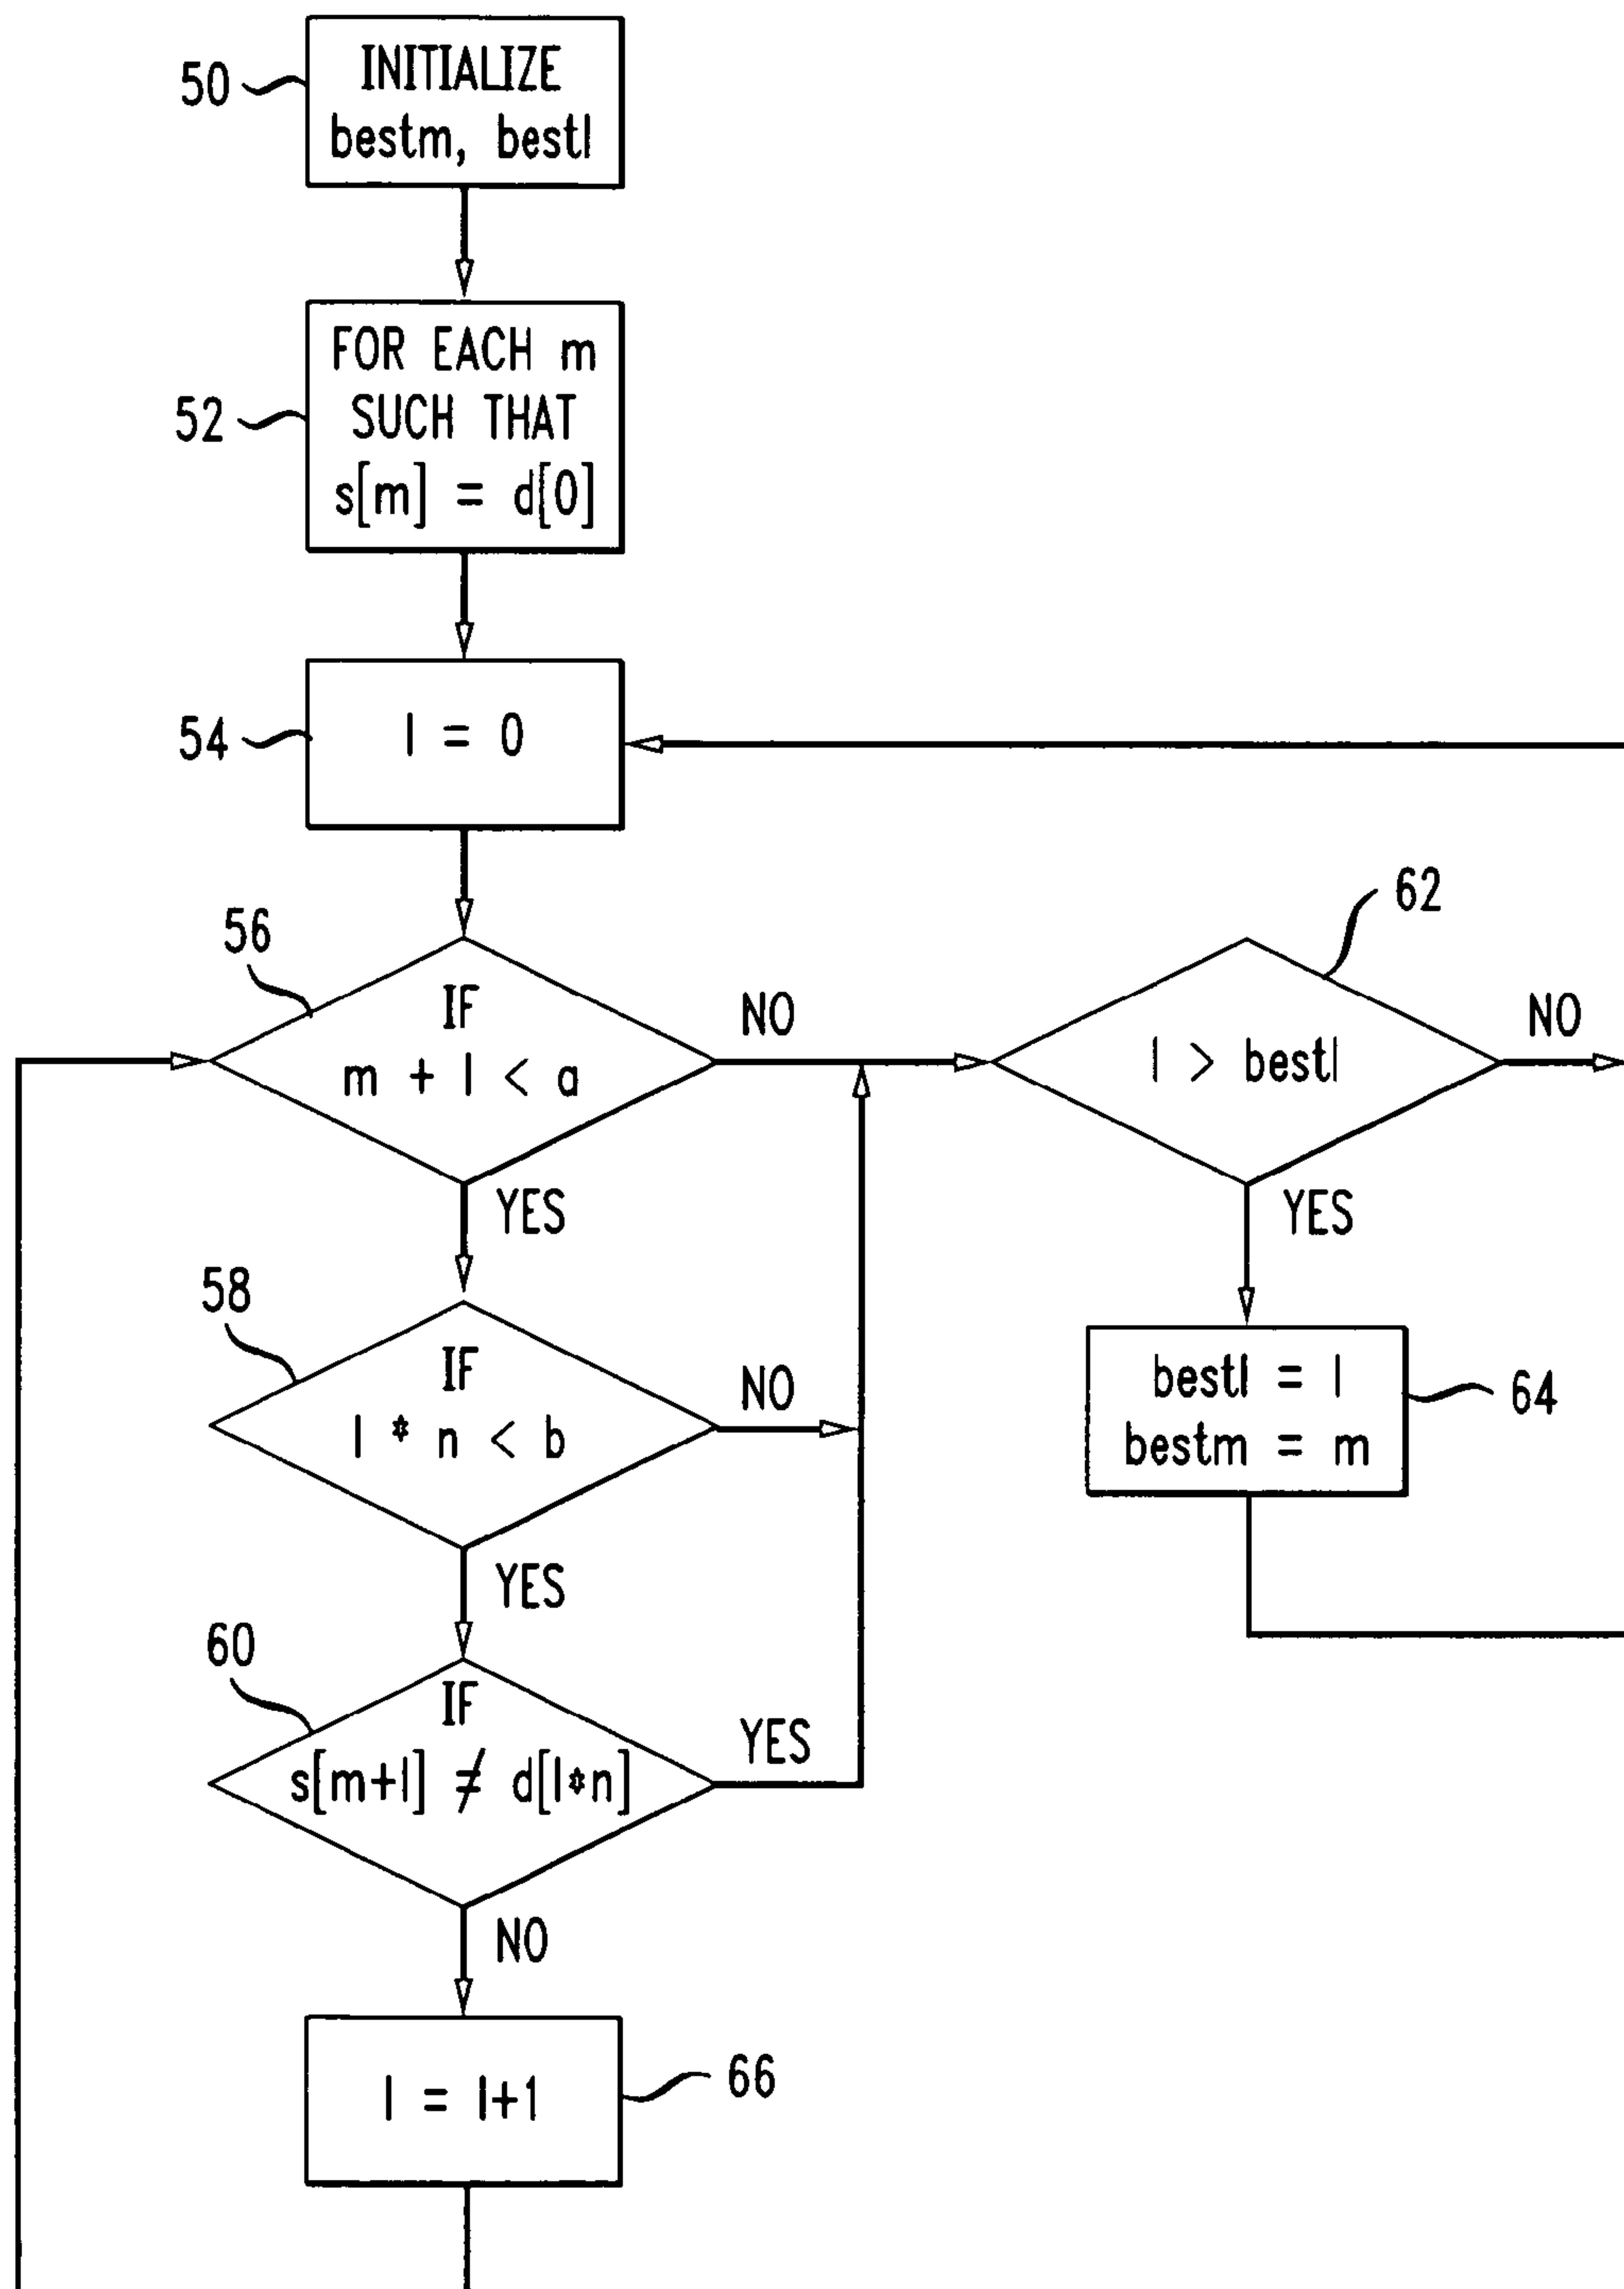 50
INITIALIZE
bestm, bestl
52
FOR EACH m
SUCH THAT
s[m] = d[0]
54
l = 0
56
IF
m + l < a
NO
YES
62
l > bestl
NO
YES
58
IF
l * n < b
NO
YES
bestl = l
bestm = m
64
60
IF
s[m+l] ≠ d[l*n]
YES
NO
l = l+1
66